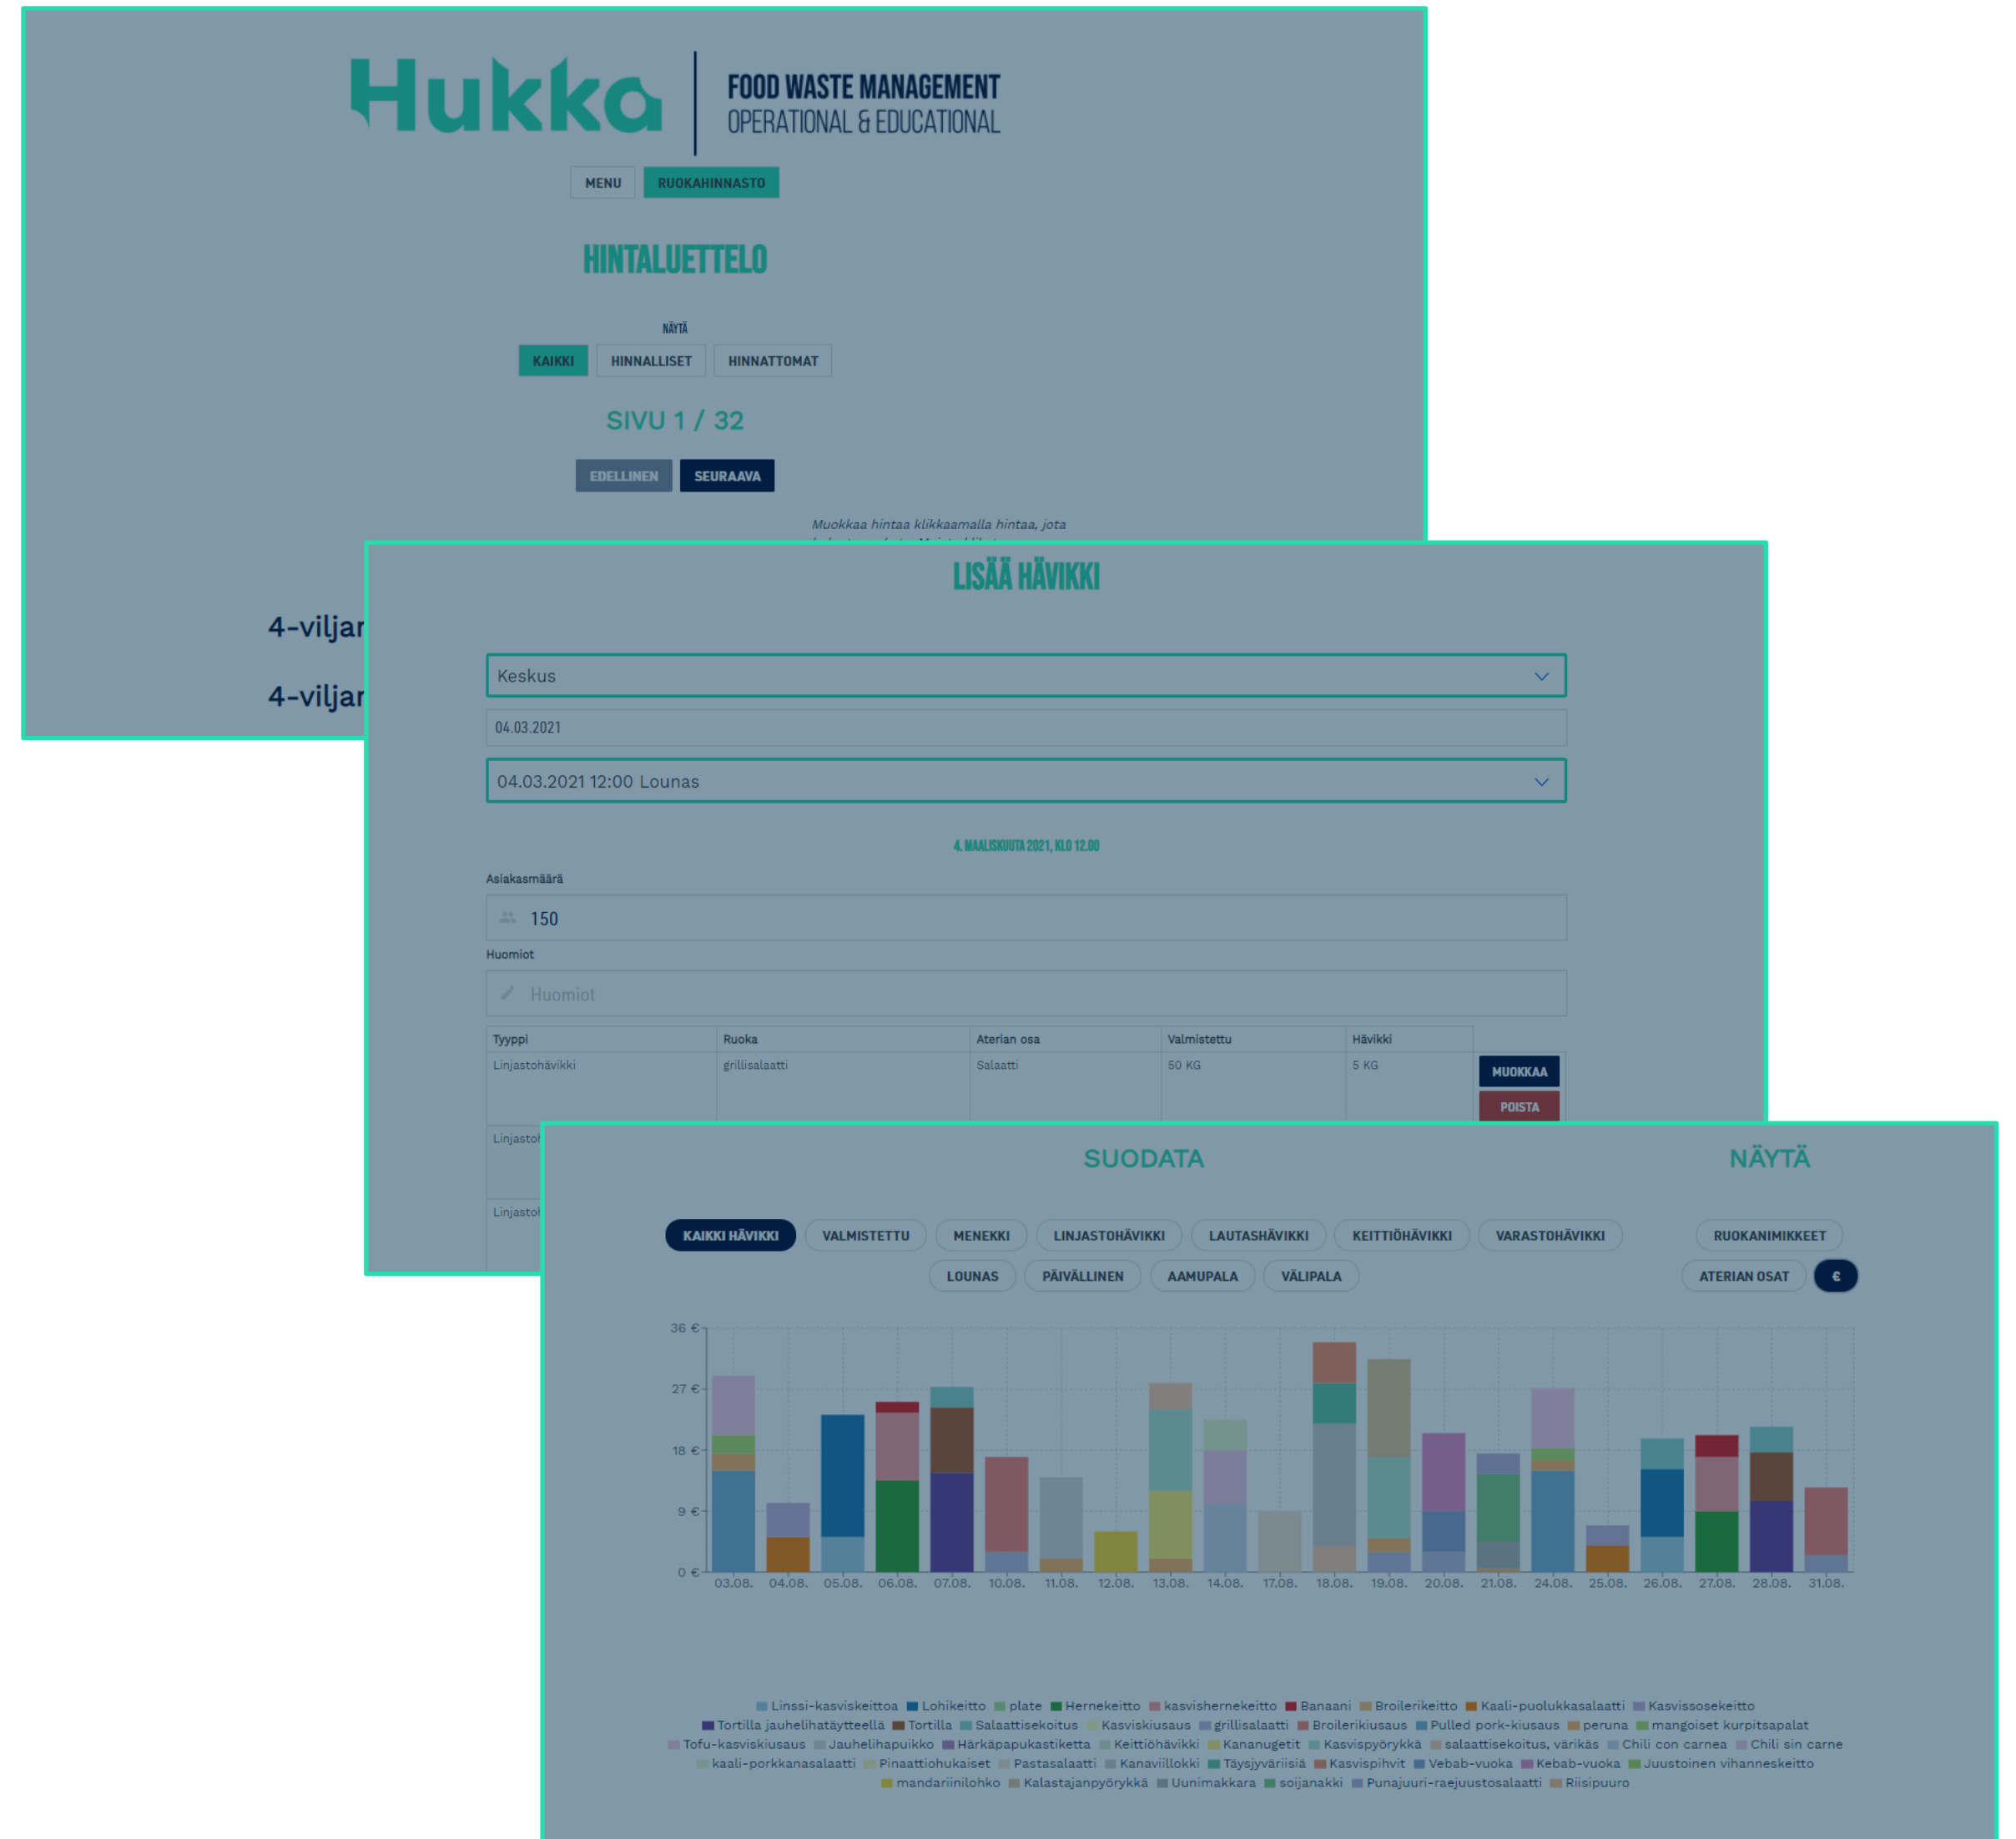 Hukka
FOOD WASTE MANAGEMENT
OPERATIONAL & EDUCATIONAL
MENU RUOKAHINNASTO
HINTALUETTELO
NÄYTÄ
KAIKKI HINNALLISET HINNATTOMAT
SIVU 1 / 32
EDELLINEN SEURAAVA
Muokkaa hintaa klikkaamalla hintaa, jota
4-viljan
4-viljan
LISÄÄ HÄVIKKI
Keskus
04.03.2021
04.03.2021 12:00 Lounas
4. MAALISKUUTA 2021, KLO 12.00
Asiakasmäärä
150
Huomiot
Huomiot
Tyyppi Ruoka Aterian osa Valmistettu Hävikki
Linjastohävikki grillisalaatti Salaatti 50 KG 5 KG MUOKKAA
POISTA
Linjastoh
Linjastoh
SUODATA NÄYTÄ
KAIKKI HÄVIKKI VALMISTETTU MENEKKI LINJASTOHÄVIKKI LAUTASHÄVIKKI KEITTIÖHÄVIKKI VARASTOHÄVIKKI RUOKANIMIKKEET
LOUNAS PÄIVÄLLINEN AAMUPALA VÄLIPALA ATERIAN OSAT €
36 €
27 €
18 €
9 €
0 €
03.08. 04.08. 05.08. 06.08. 07.08. 10.08. 11.08. 12.08. 13.08. 14.08. 17.08. 18.08. 19.08. 20.08. 21.08. 24.08. 25.08. 26.08. 27.08. 28.08. 31.08.
Linssi-kasviskeittoa Lohikeitto plate Hernekeitto kasvishernekeitto Banaani Broilerikeitto Kaali-puolukkasalaatti Kasvissosekeitto
Tortilla jauhelihatäytteellä Tortilla Salaattisekoitus Kasviskiusaus grillisalaatti Broilerikiusaus Pulled pork-kiusaus peruna mangoiset kurpitsapalat
Tofu-kasviskiusaus Jauhelihapuikko Härkäpapukastiketta Keittiöhävikki Kananugetit Kasvispyörykkä salaattisekoitus, värikäs Chili con carnea Chili sin carne
kaali-porkkanasalaatti Pinaattiohukaiset Pastasalaatti Kanaviillokki Täysjyväriisiä Kasvispihvit Vebab-vuoka Kebab-vuoka Juustoinen vihanneskeitto
mandariinilohko Kalastajanpyörykkä Uunimakkara soijanakki Punajuuri-raejuustosalaatti Riisipuuro